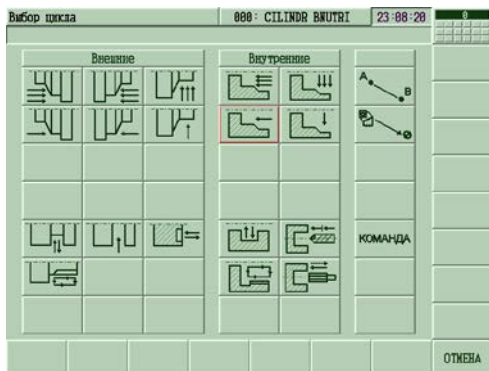 Выбор цикла
000: CILINDR BNUTRI
23:08:20
0
Внешние
Внутренние
A
B
КОМАНДА
ОТМЕНА